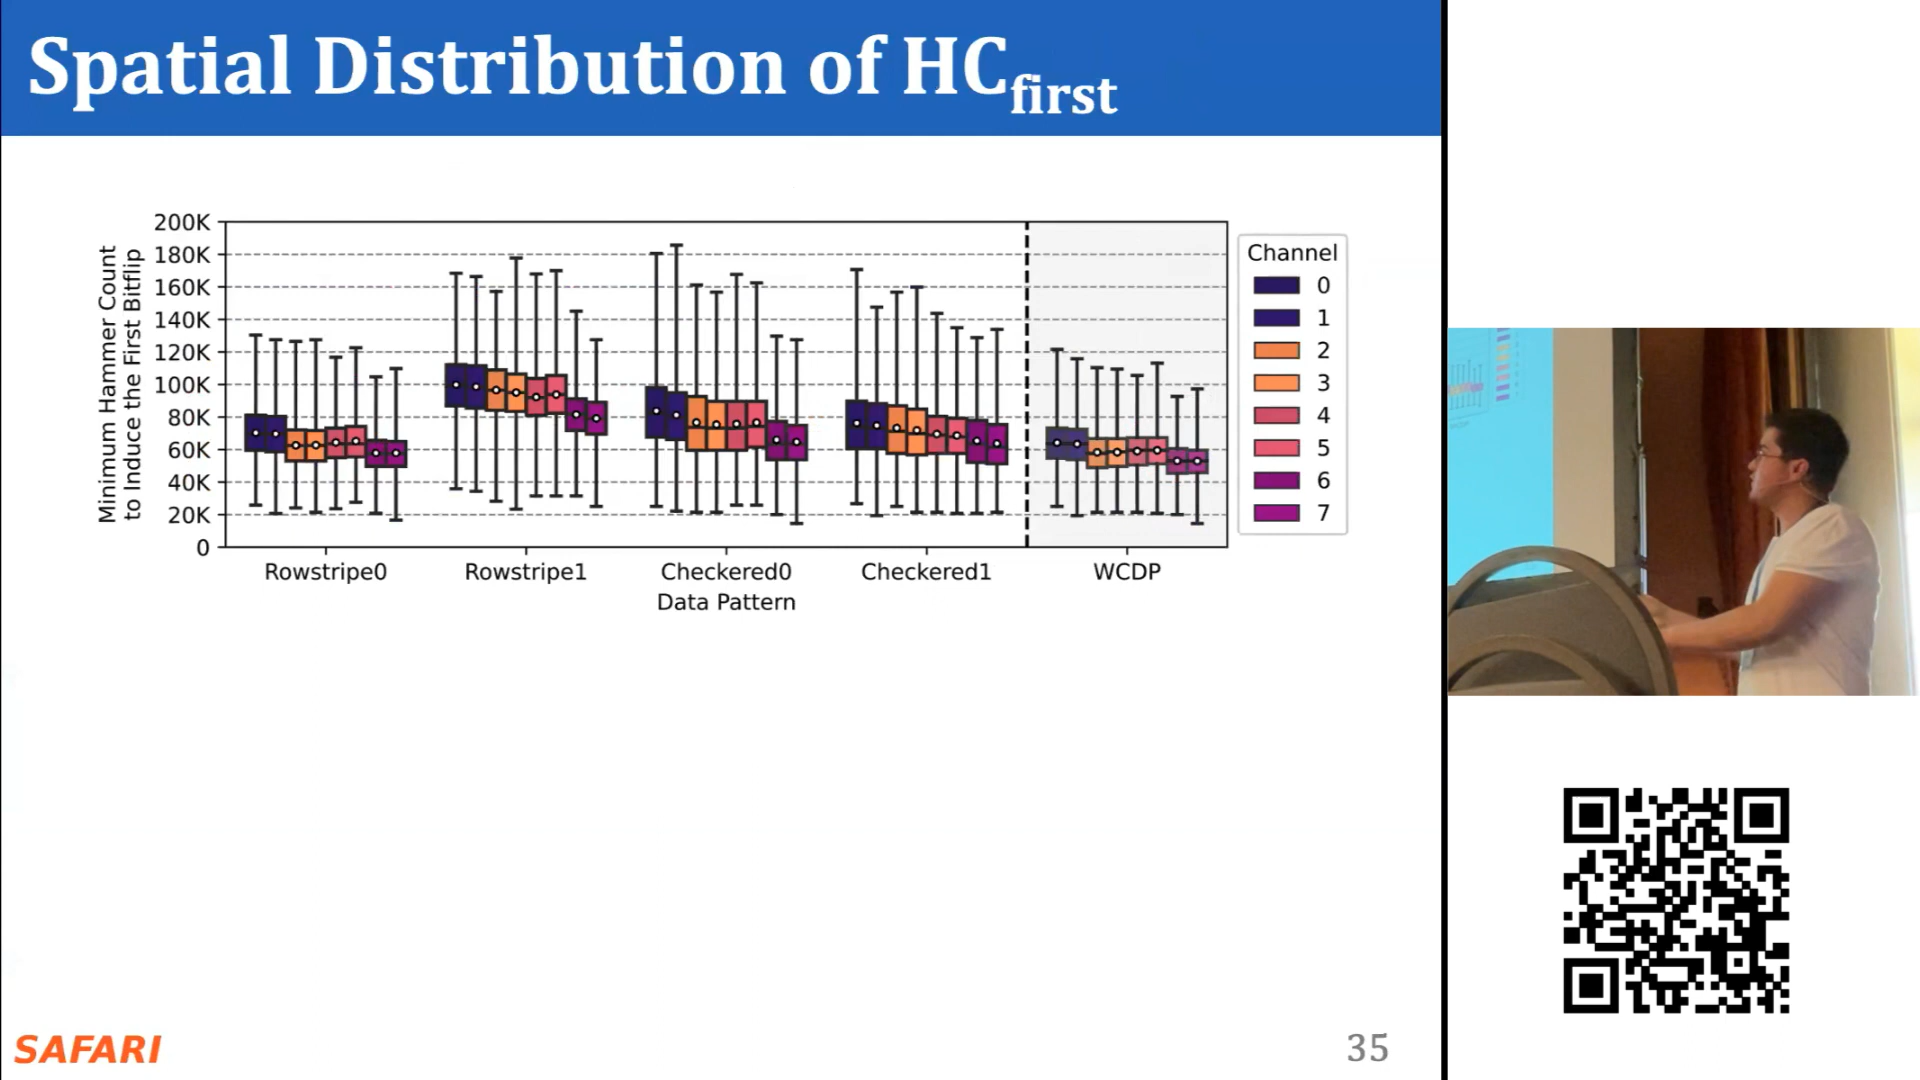 Spatial Distribution of HCfirst
Minimum Hammer Count
to Induce the First Bitflip
200K
180K
160K
140K
120K
100K
80K
60K
40K
20K
0
Rowstripe0 Rowstripe1 Checkered0 Checkered1 WCDP
Data Pattern
Channel
0
1
2
3
4
5
6
7
SAFARI
35